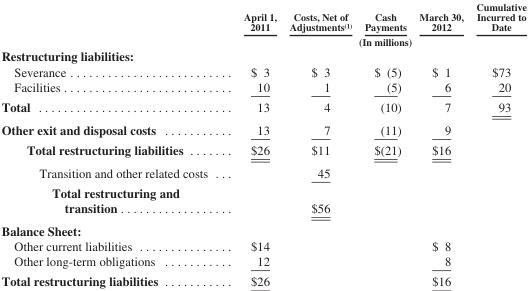 Cumulative
April 1, Costs, Net of Cash March 30, Incurred to
2011 Adjustments(1) Payments 2012 Date
(In millions)
Restructuring liabilities:
Severance . . . . . . . . . . . . . . . . . . . . . . . . . . . $ 3 $ 3 $ (5) $ 1 $73
Facilities . . . . . . . . . . . . . . . . . . . . . . . . . . . 10 1 (5) 6 20
Total . . . . . . . . . . . . . . . . . . . . . . . . . . . . . . . . 13 4 (10) 7 93
Other exit and disposal costs . . . . . . . . . . . 13 7 (11) 9
Total restructuring liabilities . . . . . . . $26 $11 $(21) $16
Transition and other related costs . . . 45
Total restructuring and
transition . . . . . . . . . . . . . . . . . . . $56
Balance Sheet:
Other current liabilities . . . . . . . . . . . . . . . $14 $ 8
Other long-term obligations . . . . . . . . . . . . 12 8
Total restructuring liabilities . . . . . . . . . . . $26 $16